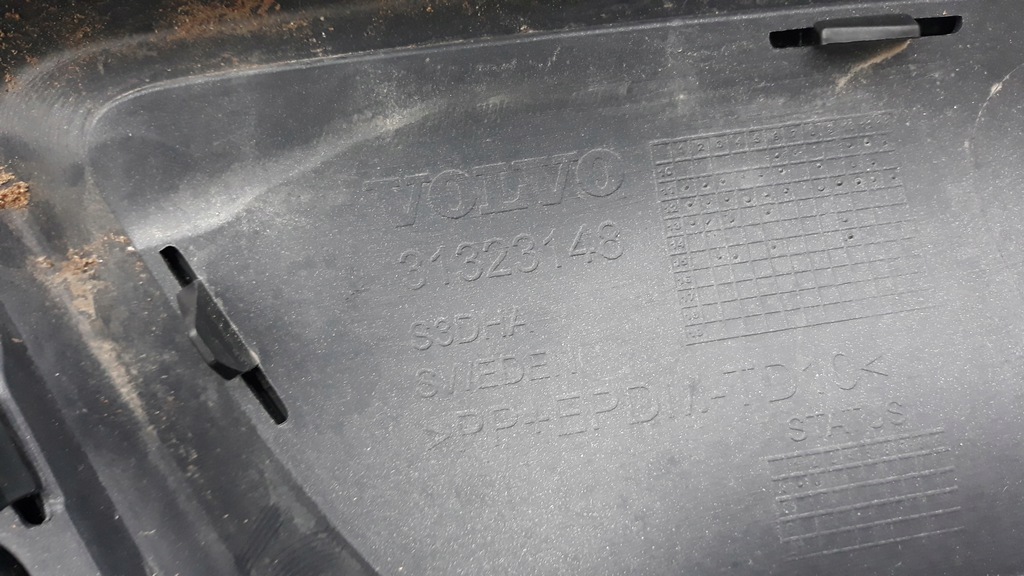 VOLVO
31323148
S3DHA
SWEDEN
>PP+EPDM-TD10<
STATUS